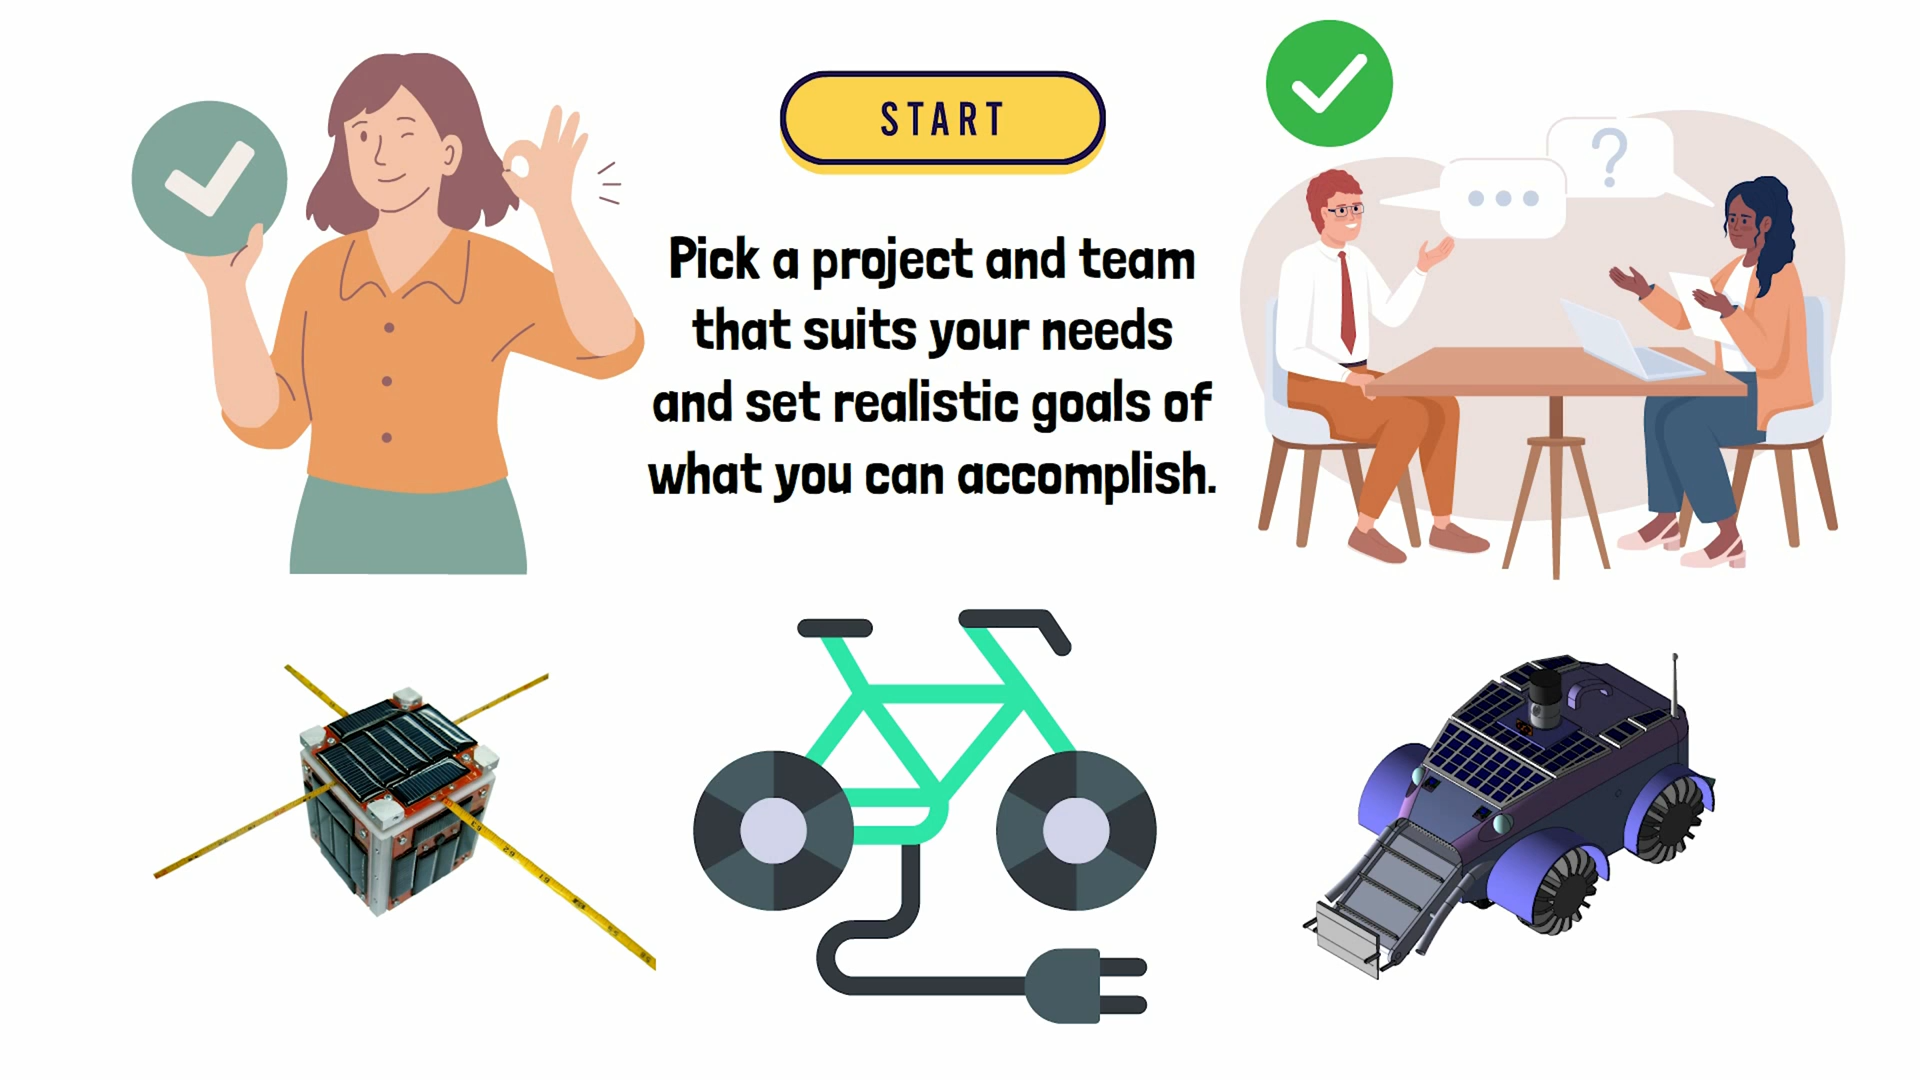 START
Pick a project and team
that suits your needs
and set realistic goals of
what you can accomplish.